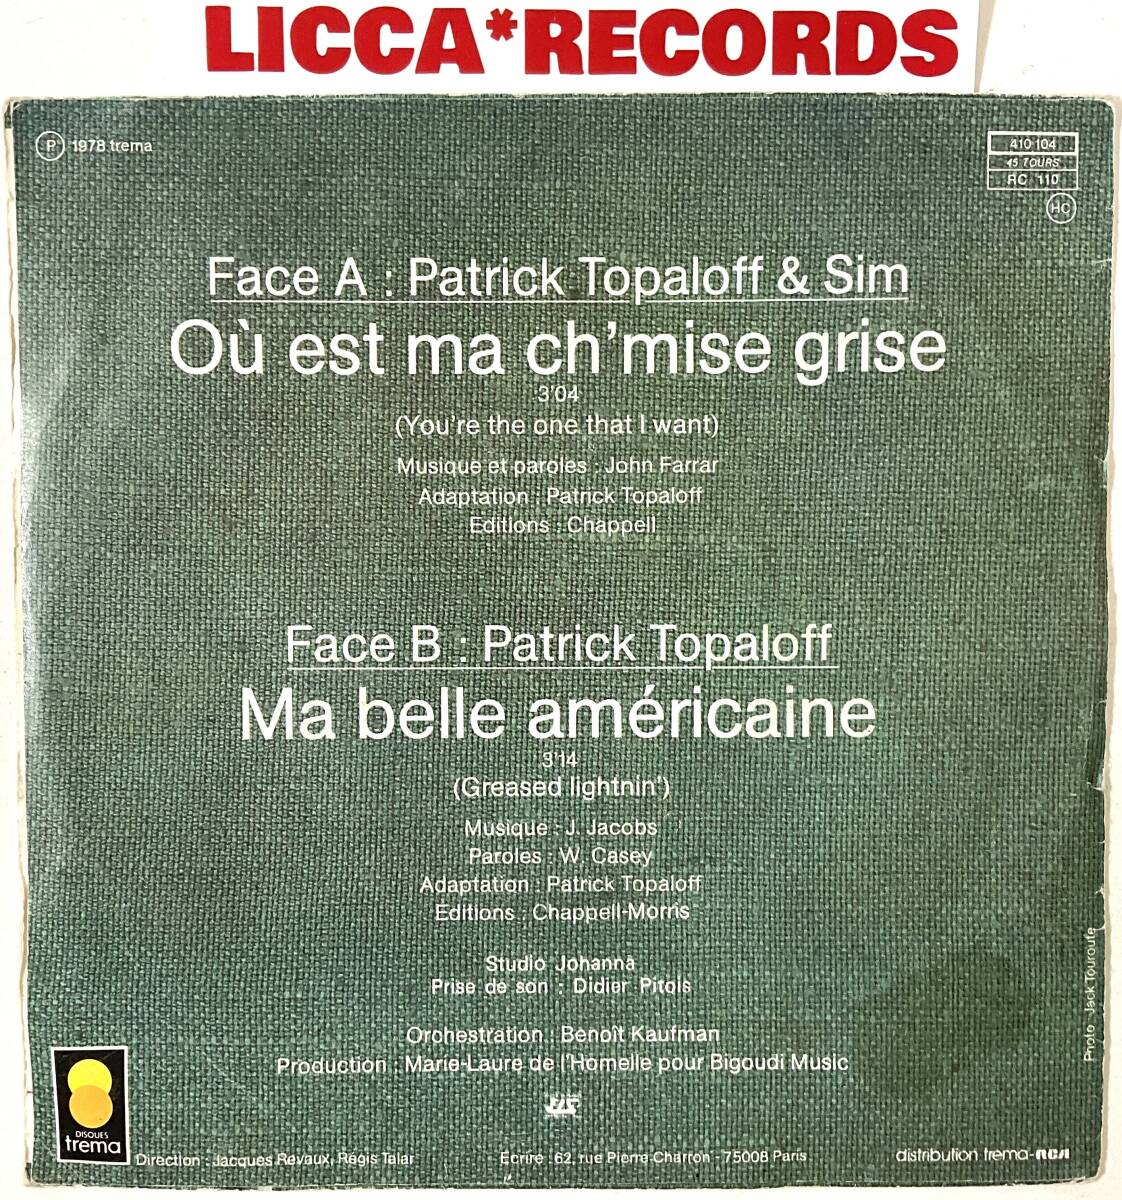 LICCA*RECORDS
P 1978 trema
410 104
45 TOURS
RC 110
HC
Face A : Patrick Topaloff & Sim
Où est ma ch'mise grise
3'04
(You're the one that I want)
Musique et paroles : John Farrar
Adaptation : Patrick Topaloff
Editions : Chappell
Face B : Patrick Topaloff
Ma belle américaine
3'14
(Greased lightnin')
Musique : J. Jacobs
Paroles : W. Casey
Adaptation : Patrick Topaloff
Editions : Chappell-Morris
Studio Johanna
Prise de son : Didier Pitois
Orchestration : Benoît Kaufman
Production : Marie-Laure de l'Homelle pour Bigoudi Music
Photo Jack Touroute
DISQUES
trema
Direction : Jacques Revaux, Régis Talar
Ecrire : 62, rue Pierre-Charron - 75008 Paris
distribution trema-RCA